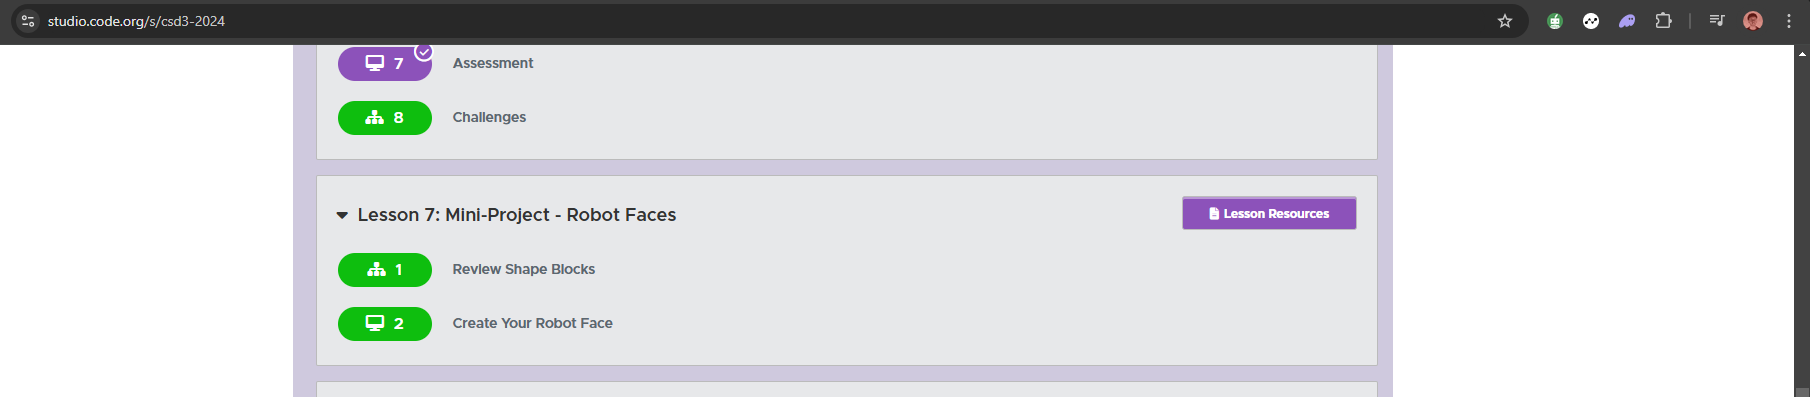 studio.code.org/s/csd3-2024
7 Assessment
8 Challenges
Lesson 7: Mini-Project - Robot Faces
Lesson Resources
1 Review Shape Blocks
2 Create Your Robot Face